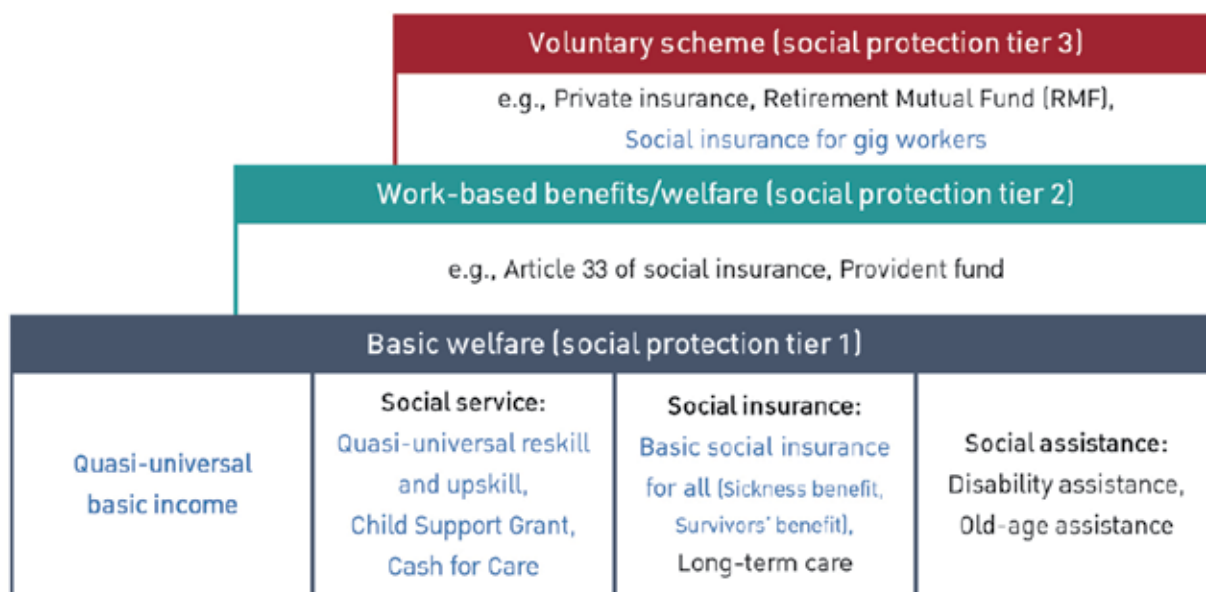 Voluntary scheme (social protection tier 3)
e.g., Private insurance, Retirement Mutual Fund (RMF),
Social insurance for gig workers
Work-based benefits/welfare (social protection tier 2)
e.g., Article 33 of social insurance, Provident fund
Basic welfare (social protection tier 1)
Quasi-universal
basic income
Social service:
Quasi-universal reskill
and upskill,
Child Support Grant,
Cash for Care
Social insurance:
Basic social insurance
for all (Sickness benefit,
Survivors' benefit),
Long-term care
Social assistance:
Disability assistance,
Old-age assistance